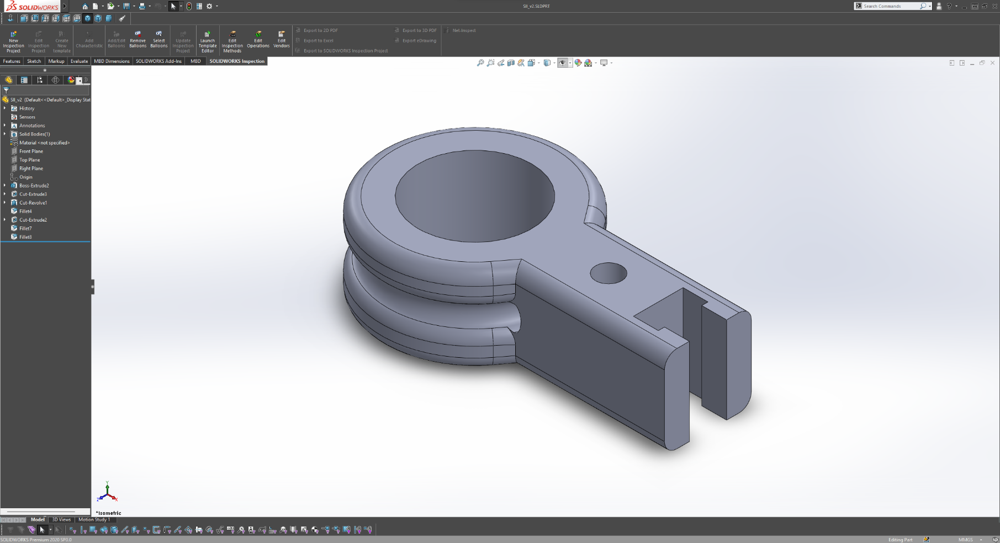 SOLIDWORKS
SII_v2.SLDPRT
Search Commands
New Inspection Project
Edit Inspection Project
Create New template
Add Characteristic
Add/Edit Balloons
Remove Balloons
Select Balloons
Update Inspection Project
Launch Template Editor
Edit Inspection Methods
Edit Operations
Edit Vendors
Export to 2D PDF
Export to Excel
Export to SOLIDWORKS Inspection Project
Export to 3D PDF
Export eDrawing
Net-Inspect
Features
Sketch
Markup
Evaluate
MBD Dimensions
SOLIDWORKS Add-Ins
MBD
SOLIDWORKS Inspection
SII_v2 (Default<<Default>_Display Stat
History
Sensors
Annotations
Solid Bodies(1)
Material <not specified>
Front Plane
Top Plane
Right Plane
Origin
Boss-Extrude2
Cut-Extrude3
Cut-Revolve1
Fillet4
Cut-Extrude2
Fillet7
Fillet8
Y
Z
X
*Isometric
Model
3D Views
Motion Study 1
SOLIDWORKS Premium 2020 SP0.0
Editing Part
MMGS